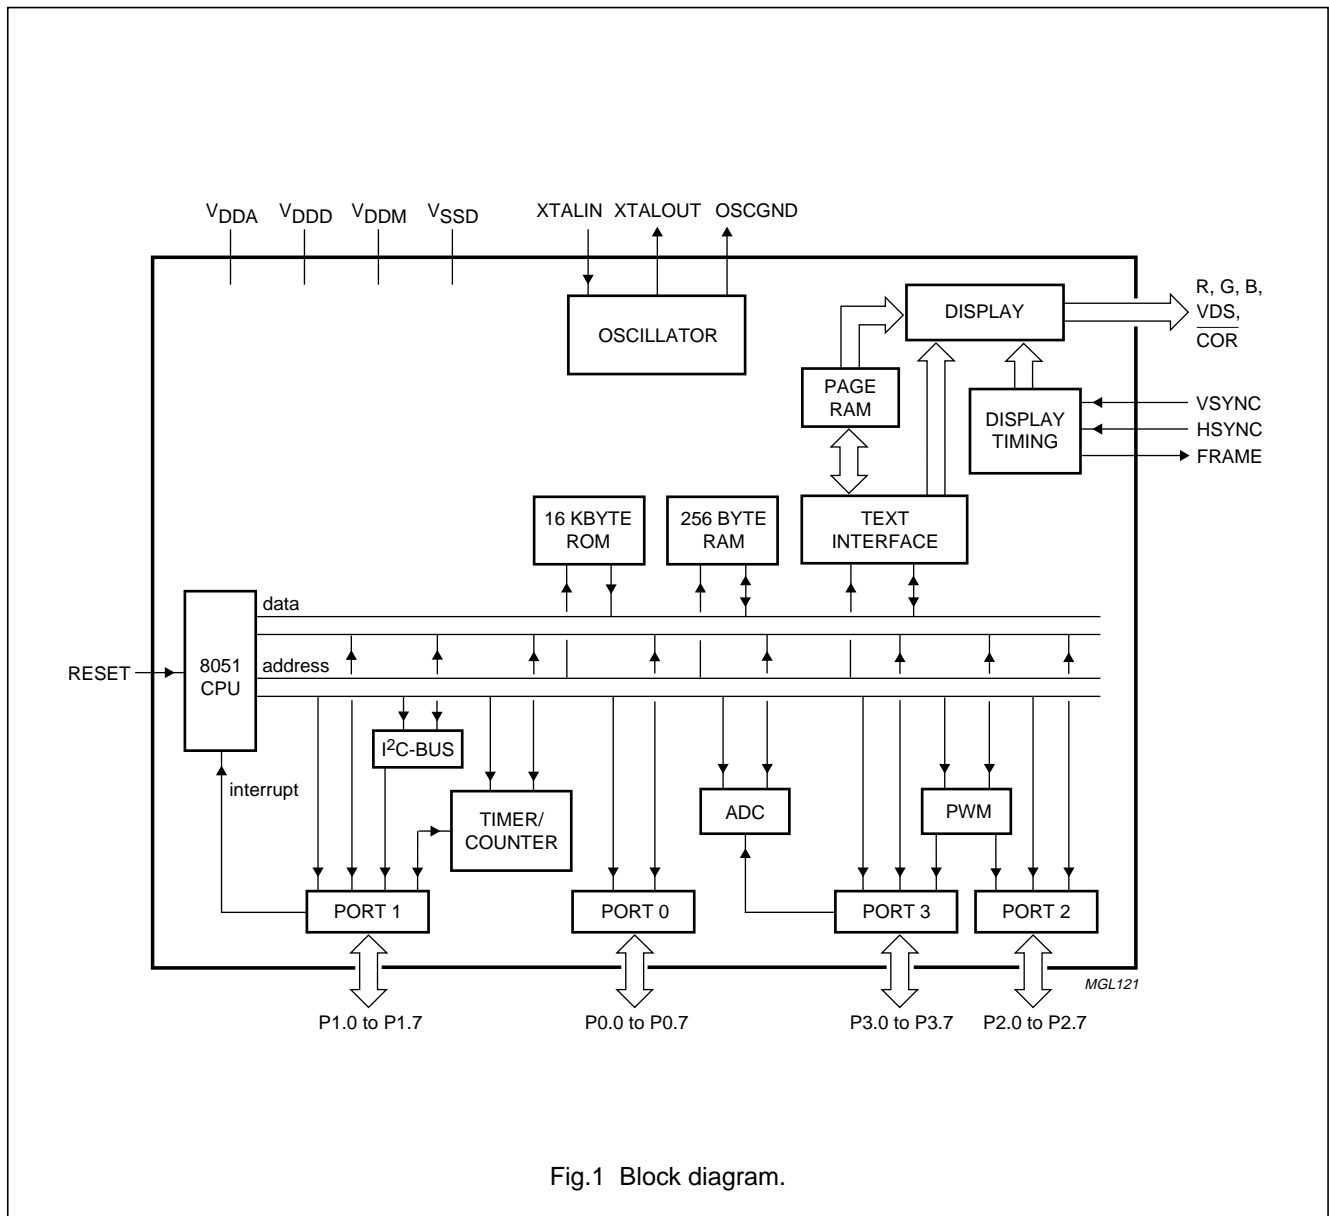 VDDA VDDD VDDM VSSD XTALIN XTALOUT OSCGND
R, G, B,
VDS,
COR
DISPLAY
OSCILLATOR
PAGE
RAM
DISPLAY
TIMING
VSYNC
HSYNC
FRAME
16 KBYTE
ROM
256 BYTE
RAM
TEXT
INTERFACE
data
address
RESET
8051
CPU
I2C-BUS
interrupt
TIMER/
COUNTER
ADC
PWM
PORT 1
PORT 0
PORT 3
PORT 2
MGL121
P1.0 to P1.7
P0.0 to P0.7
P3.0 to P3.7
P2.0 to P2.7
Fig.1 Block diagram.